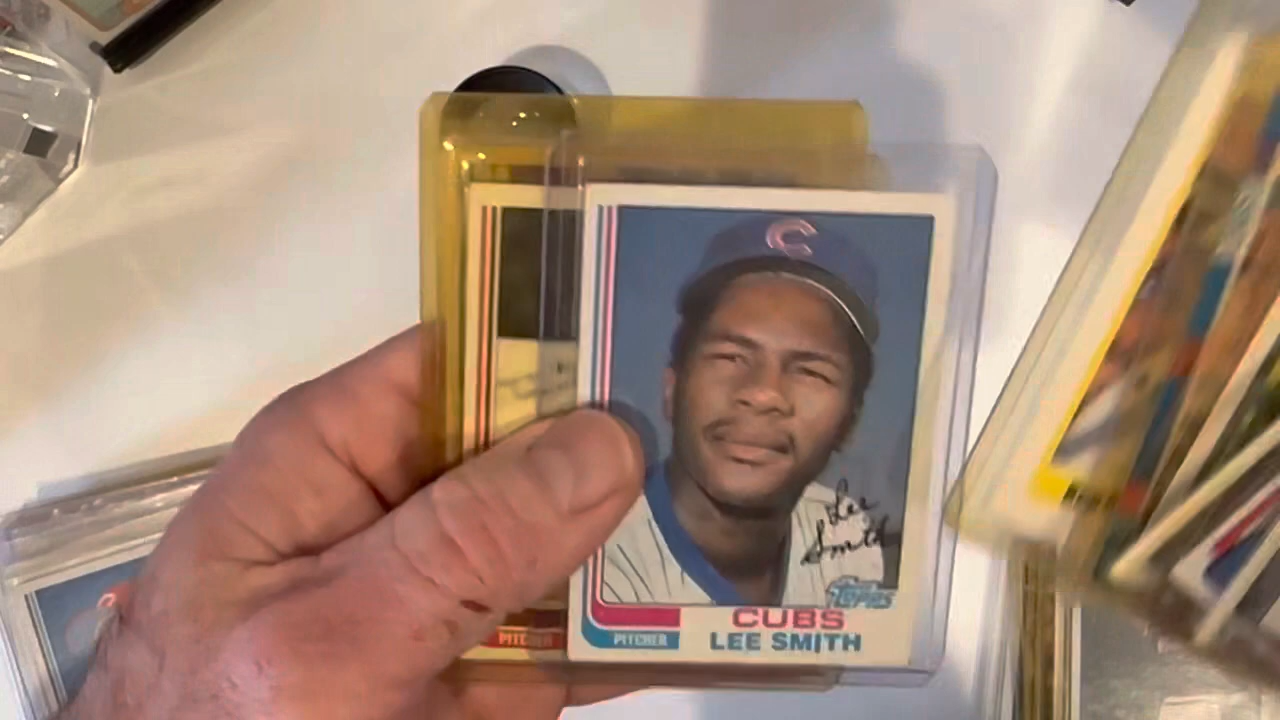 C
Lee
Smith
Topps
CUBS
PITCHER
LEE SMITH
PITCHER